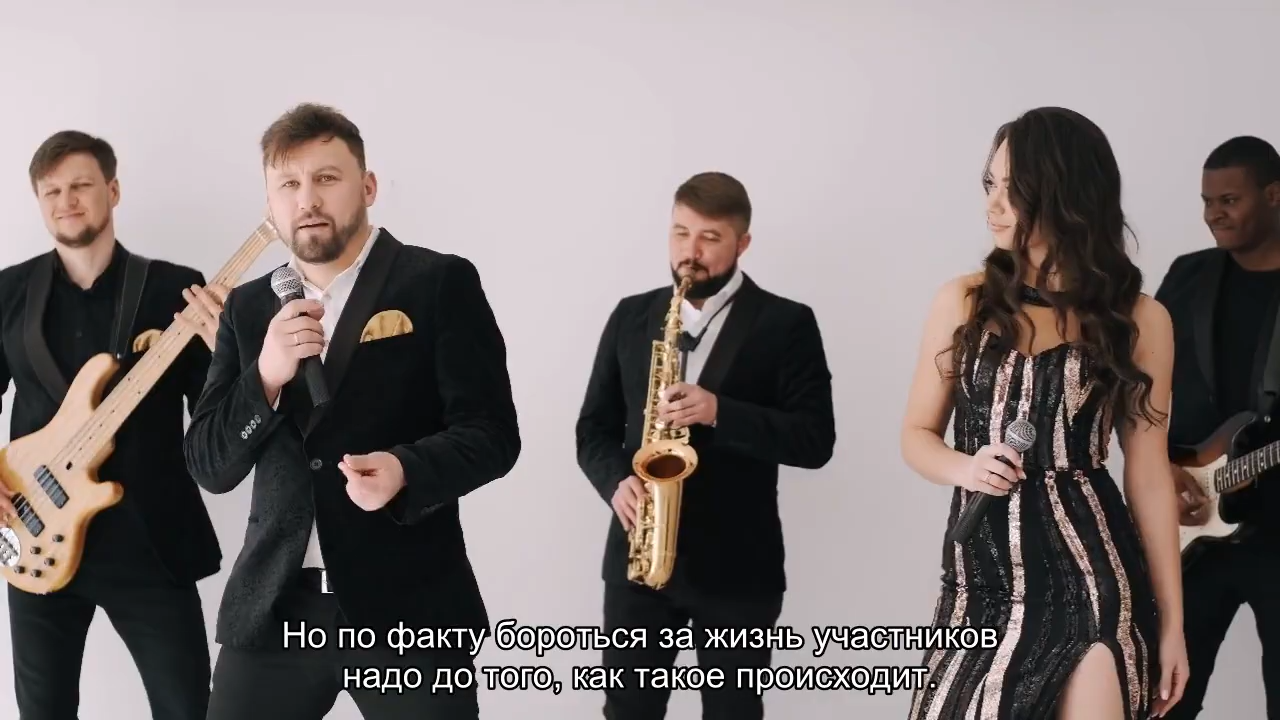 Но по факту бороться за жизнь участников
надо до того, как такое происходит.